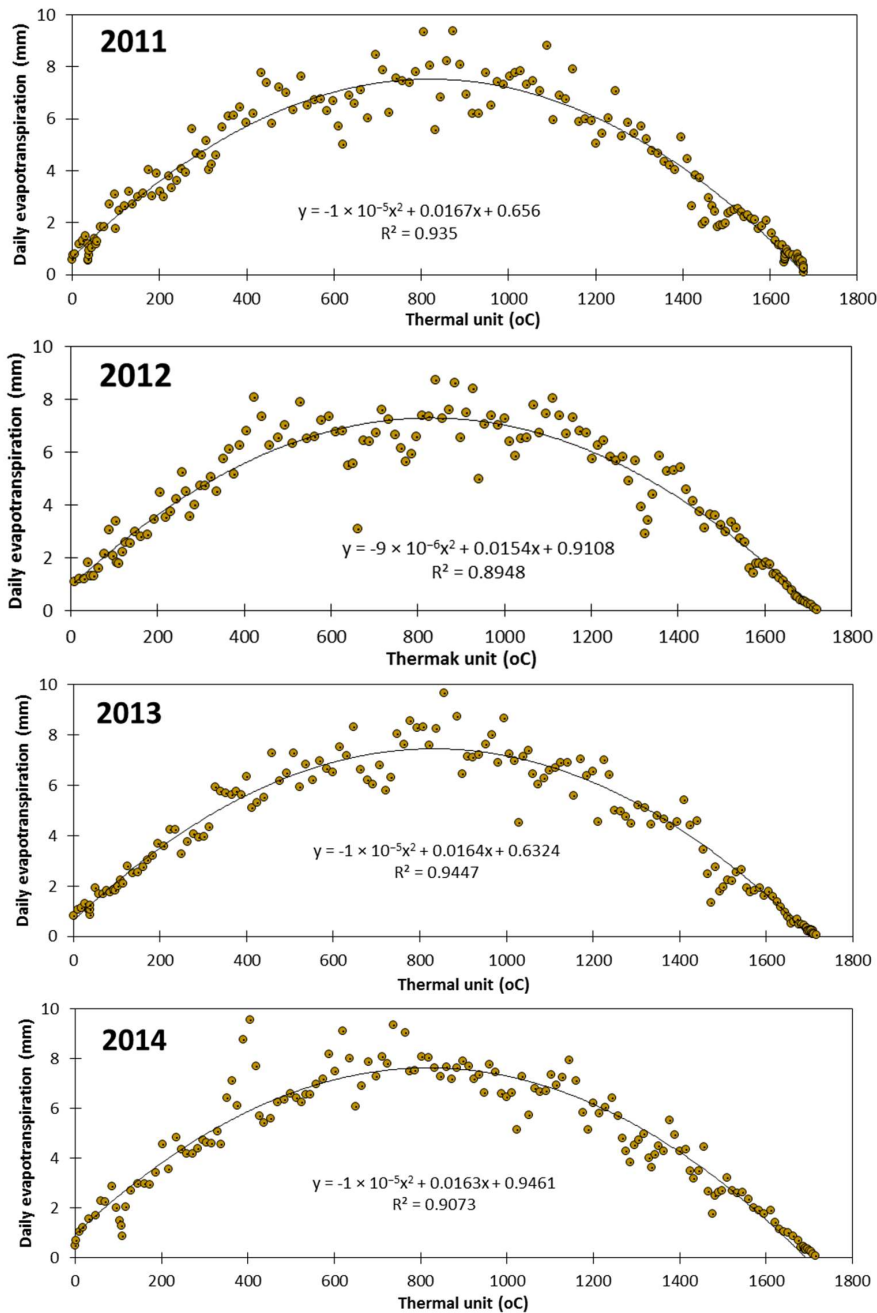 2011
Daily evapotranspiration (mm)
10
8
6
4
2
0
y = -1 × 10⁻⁵x² + 0.0167x + 0.656
R² = 0.935
0 200 400 600 800 1000 1200 1400 1600 1800
Thermal unit (oC)
2012
Daily evapotranspiration (mm)
10
8
6
4
2
0
y = -9 × 10⁻⁶x² + 0.0154x + 0.9108
R² = 0.8948
0 200 400 600 800 1000 1200 1400 1600 1800
Thermak unit (oC)
2013
Daily evapotranspiration (mm)
10
8
6
4
2
0
y = -1 × 10⁻⁵x² + 0.0164x + 0.6324
R² = 0.9447
0 200 400 600 800 1000 1200 1400 1600 1800
Thermal unit (oC)
2014
Daily evapotranspiration (mm)
10
8
6
4
2
0
y = -1 × 10⁻⁵x² + 0.0163x + 0.9461
R² = 0.9073
0 200 400 600 800 1000 1200 1400 1600 1800
Thermal unit (oC)